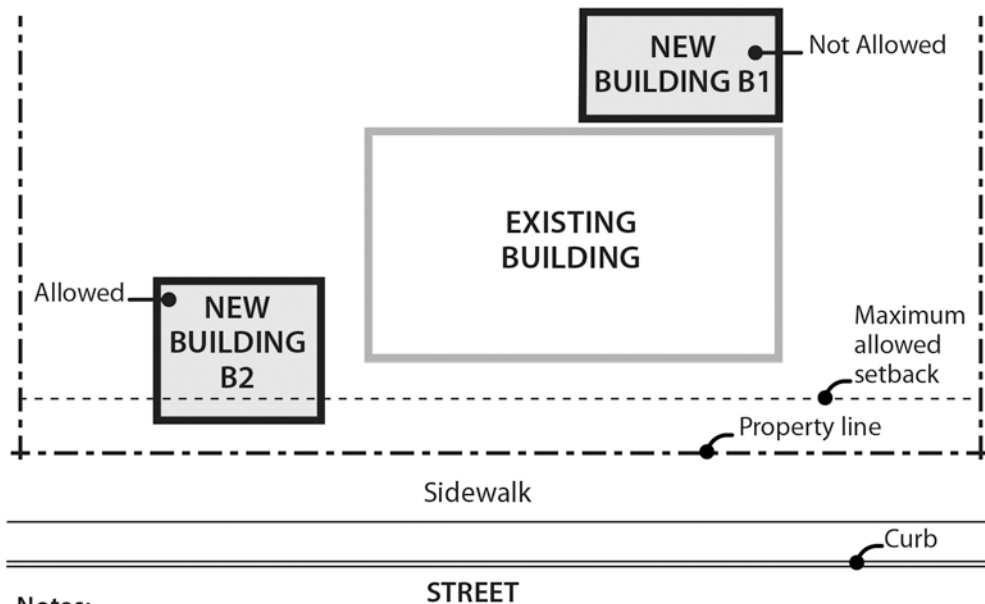 NEW
BUILDING B1
Not Allowed
EXISTING
BUILDING
Allowed
NEW
BUILDING
B2
Maximum
allowed
setback
Property line
Sidewalk
Curb
STREET
Notes: